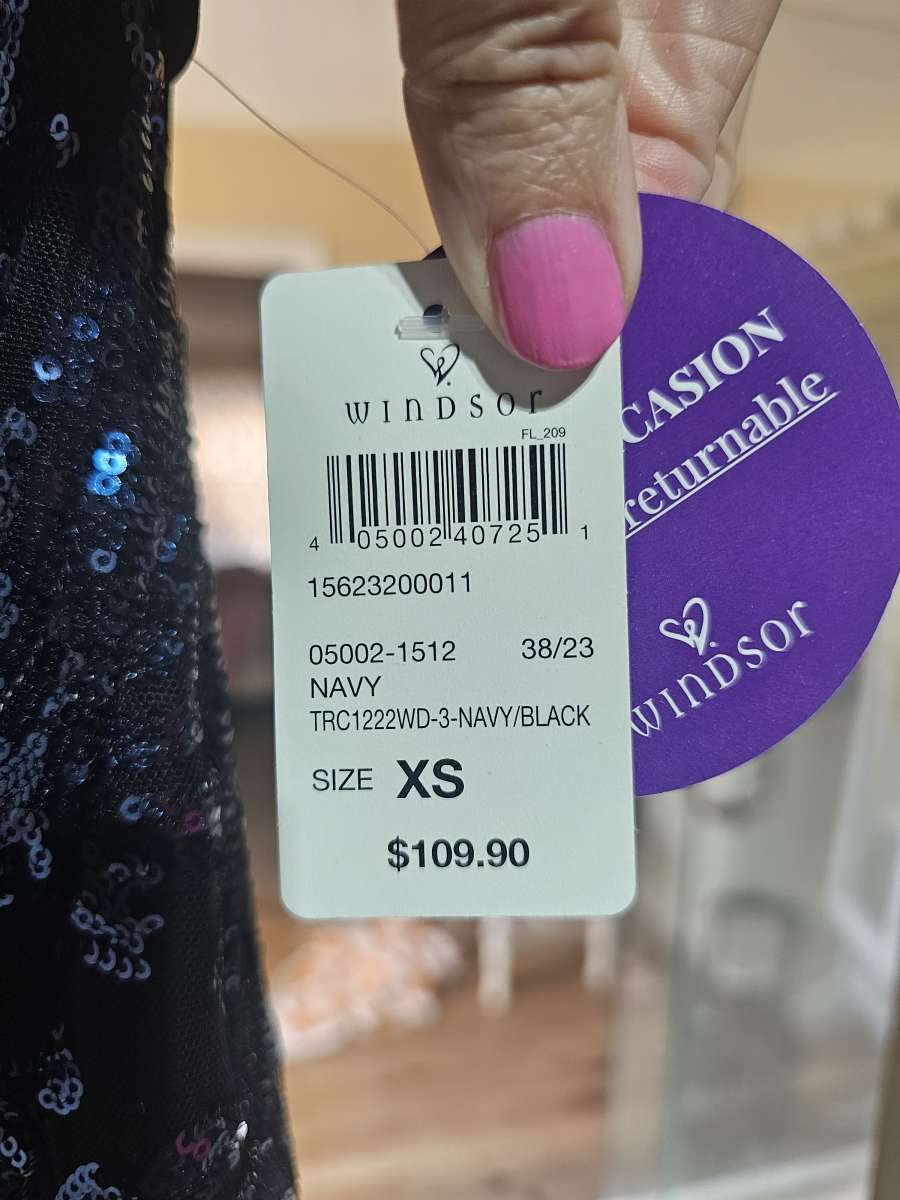 WINDSOR
FL_209
4 05002 40725 1
15623200011
05002-1512 38/23
NAVY
TRC1222WD-3-NAVY/BLACK
SIZE XS
$109.90
CASION
returnable
WINDSOR